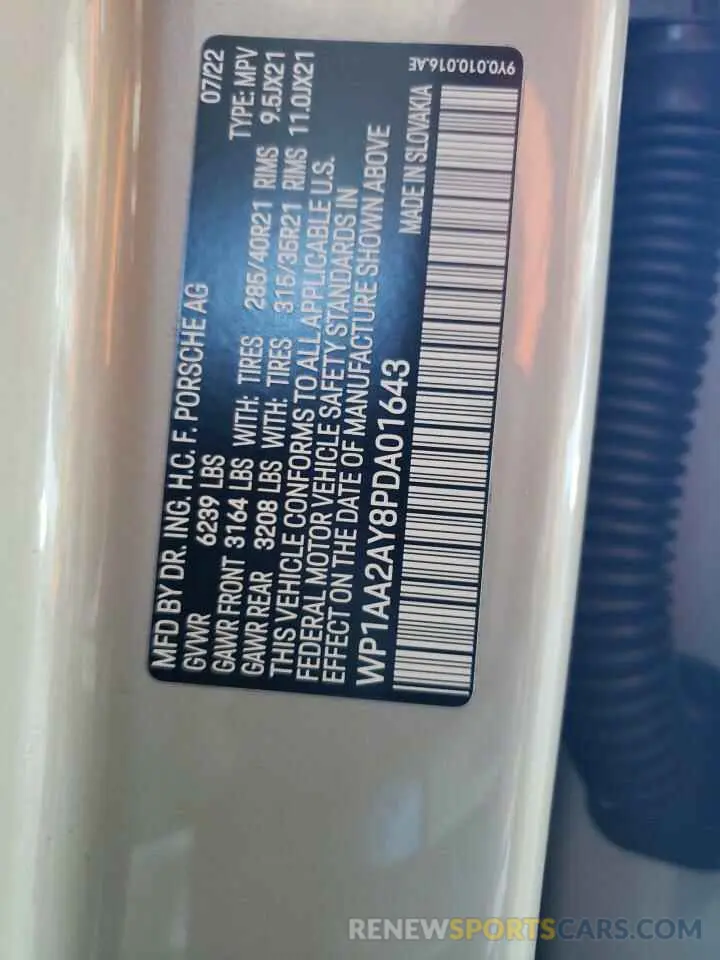 MFD BY DR. ING. H.C. F. PORSCHE AG 07/22
GVWR 6239 LBS TYPE: MPV
GAWR FRONT 3164 LBS WITH: TIRES 285/40R21 RIMS 9.5JX21
GAWR REAR 3208 LBS WITH: TIRES 315/35R21 RIMS 11.0JX21
THIS VEHICLE CONFORMS TO ALL APPLICABLE U.S.
FEDERAL MOTOR VEHICLE SAFETY STANDARDS IN
EFFECT ON THE DATE OF MANUFACTURE SHOWN ABOVE
WP1AA2AY8PDA01643 MADE IN SLOVAKIA
9Y0.010.016.AE
RENEWSPORTSCARS.COM